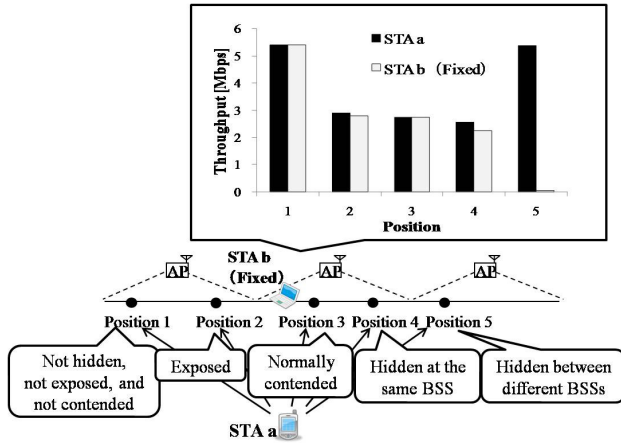 6
5
4
3
2
1
0
Throughput [Mbps]
STA a
STA b (Fixed)
1 2 3 4 5
Position
STA b
(Fixed)
AP AP AP
Position 1 Position 2 Position 3 Position 4 Position 5
Not hidden,
not exposed, and
not contended
Exposed
Normally
contended
Hidden at the
same BSS
Hidden between
different BSSs
STA a